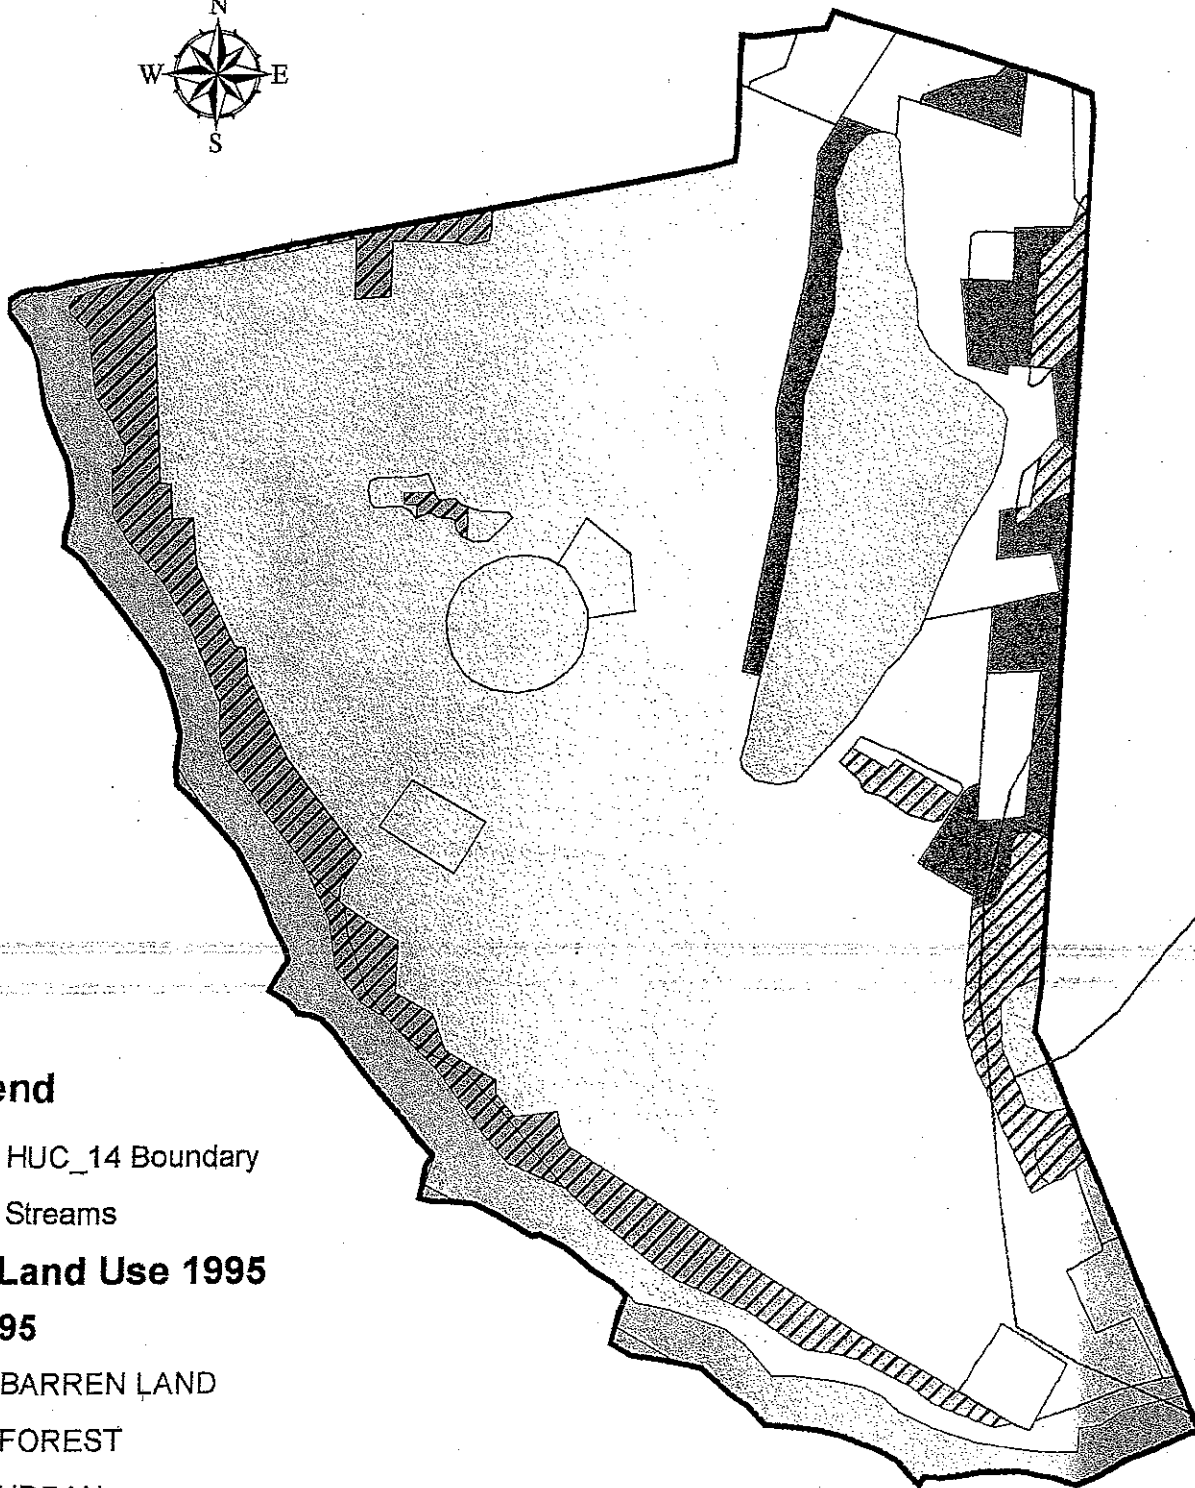 N
W E
S
end
HUC_14 Boundary
Streams
Land Use 1995
95
BARREN LAND
FOREST